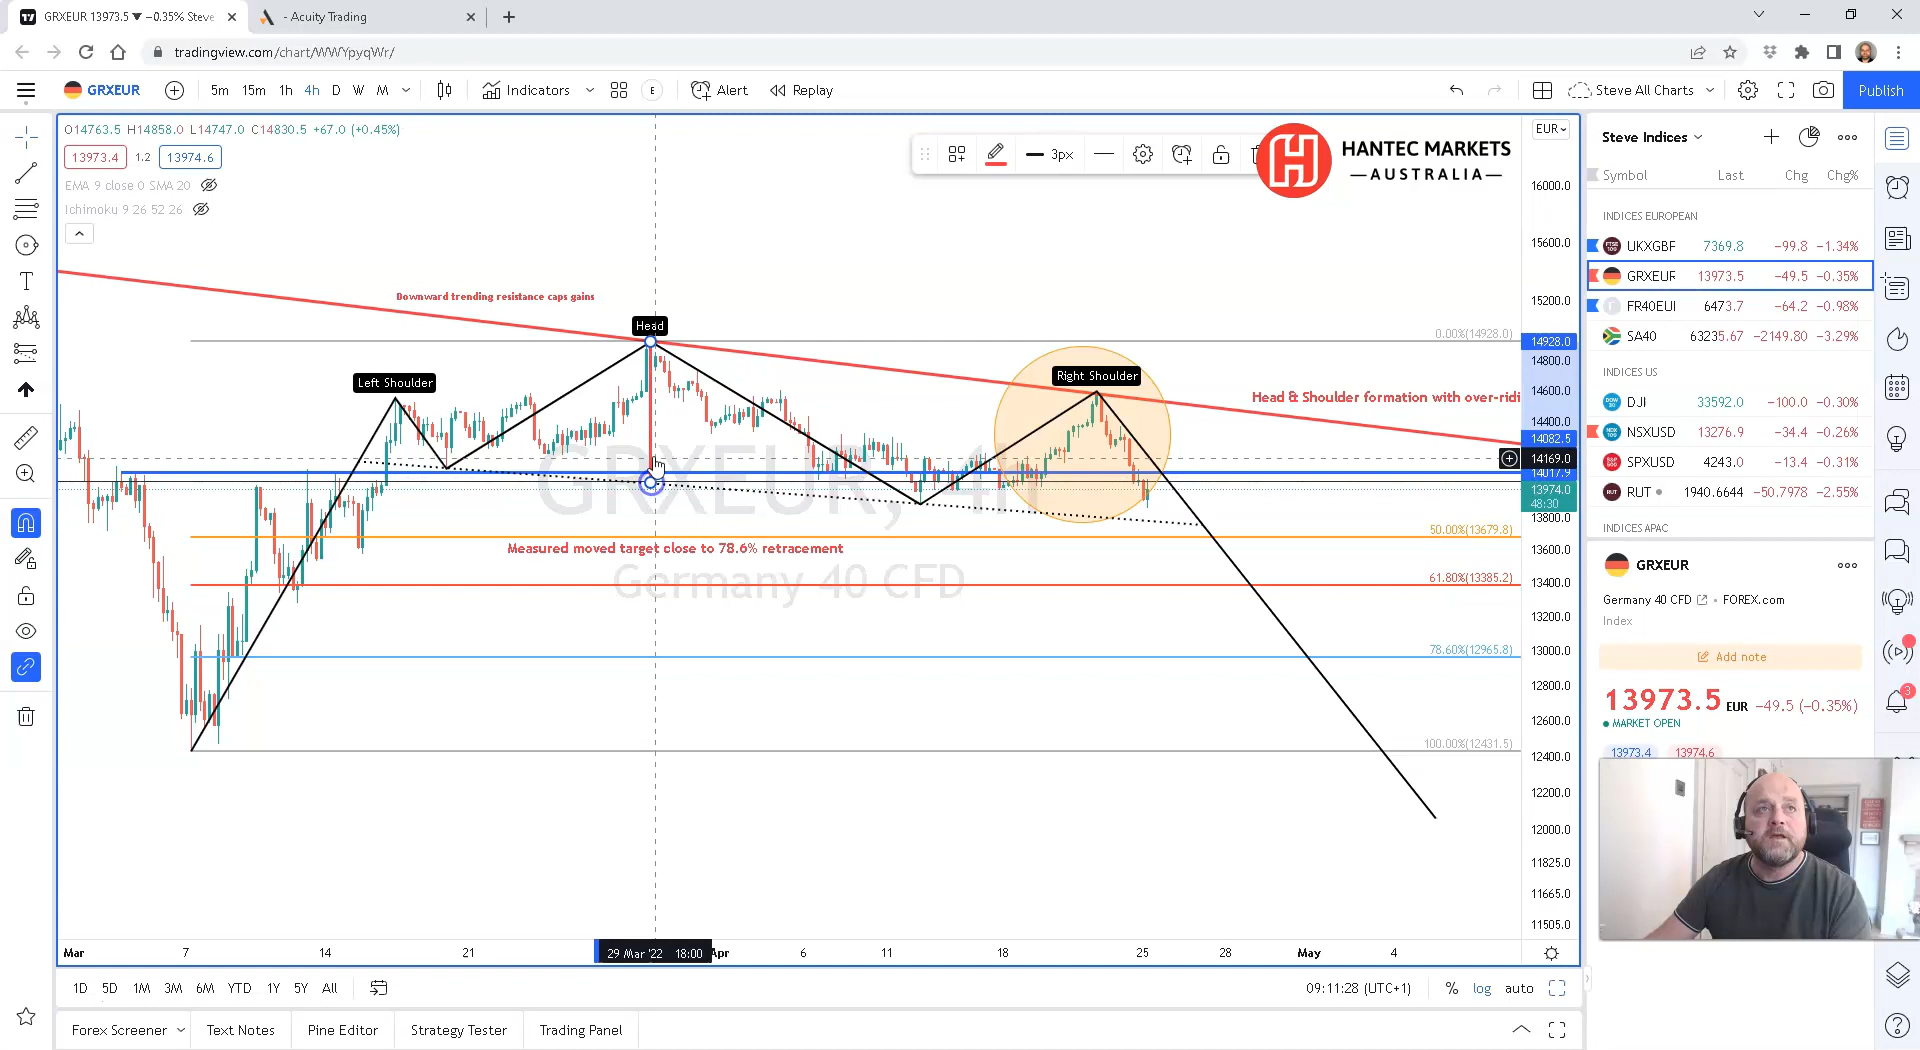 GRXEUR 13973.5 ▼ −0.35% Steve
- Acuity Trading
tradingview.com/chart/WWYpyqWr/
GRXEUR
5m 15m 1h 4h D W M
Indicators
E
Alert
Replay
Steve All Charts
Publish
O14763.5 H14858.0 L14747.0 C14830.5 +67.0 (+0.45%)
13973.4 1.2 13974.6
EMA 9 close 0 SMA 20
Ichimoku 9 26 52 26
3px
HANTEC MARKETS
—AUSTRALIA—
EUR
Downward trending resistance caps gains
Head
Left Shoulder
Right Shoulder
Head & Shoulder formation with over-ridi
GRXEUR, 4h
Germany 40 CFD
Measured moved target close to 78.6% retracement
0.00%(14928.0)
50.00%(13679.8)
61.80%(13385.2)
78.60%(12965.8)
100.00%(12431.5)
16000.0
15600.0
15200.0
14928.0
14800.0
14600.0
14400.0
14082.5
14169.0
14017.9
13974.0
48:30
13800.0
13600.0
13400.0
13200.0
13000.0
12800.0
12600.0
12400.0
12200.0
12000.0
11825.0
11665.0
11505.0
Mar 7 14 21 29 Mar '22 18:00 Apr 6 11 18 25 28 May 4
1D 5D 1M 3M 6M YTD 1Y 5Y All
09:11:28 (UTC+1) % log auto
Forex Screener Text Notes Pine Editor Strategy Tester Trading Panel
Steve Indices
Symbol Last Chg Chg%
INDICES EUROPEAN
UKXGBF 7369.8 −99.8 −1.34%
GRXEUR 13973.5 −49.5 −0.35%
FR40EUI 6473.7 −64.2 −0.98%
SA40 63235.67 −2149.80 −3.29%
INDICES US
DJI 33592.0 −100.0 −0.30%
NSXUSD 13276.9 −34.4 −0.26%
SPXUSD 4243.0 −13.4 −0.31%
RUT 1940.6644 −50.7978 −2.55%
INDICES APAC
GRXEUR
Germany 40 CFD • FOREX.com
Index
Add note
13973.5 EUR −49.5 (−0.35%)
MARKET OPEN
13973.4 13974.6
3